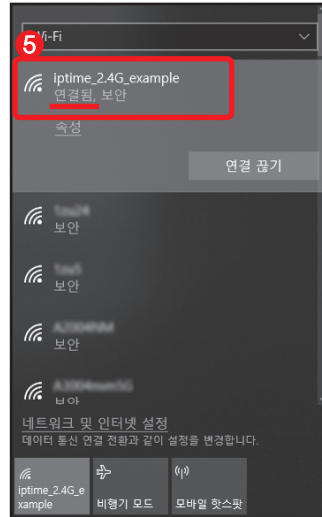 5
Wi-Fi
iptime_2.4G_example
연결됨, 보안
속성
연결 끊기
보안
보안
A2004NM
보안
보안
네트워크 및 인터넷 설정
데이터 통신 연결 전환과 같이 설정을 변경합니다.
iptime_2.4G_e
xample
비행기 모드
모바일 핫스팟